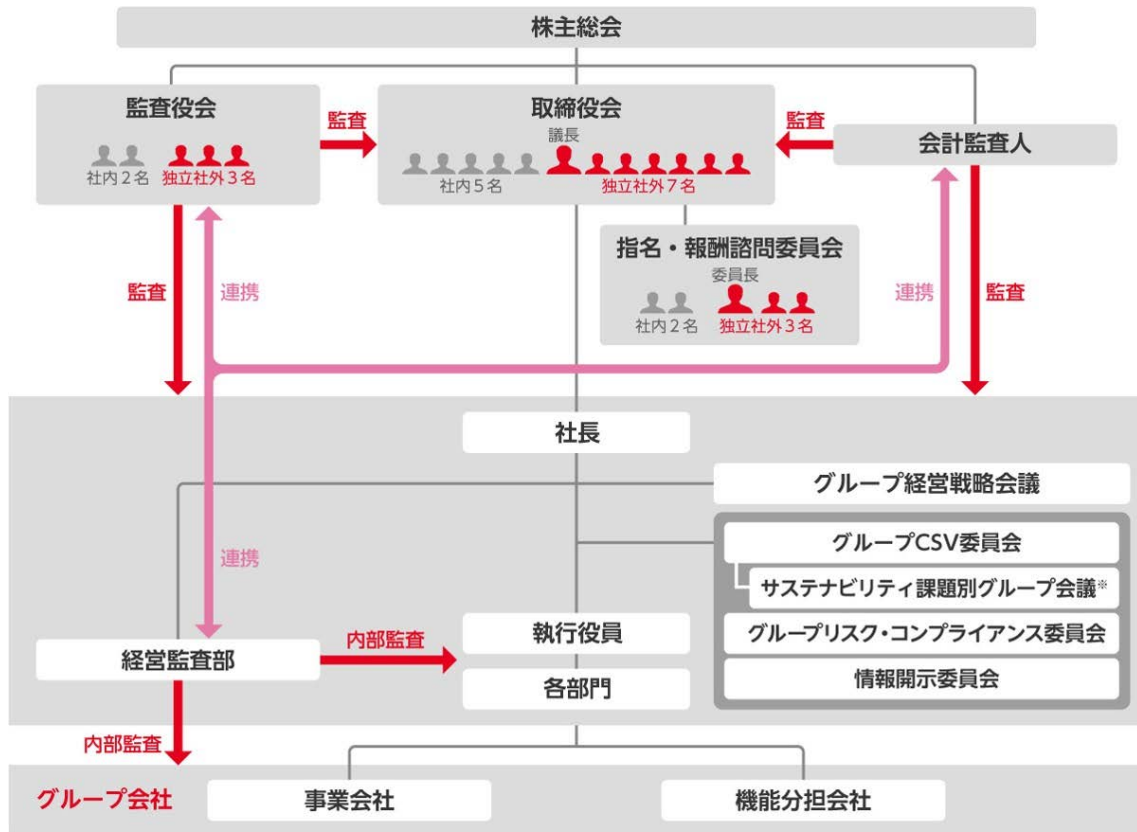 株主総会
監査役会
社内2名
独立社外3名
監査
取締役会
議長
社内5名
独立社外7名
監査
会計監査人
指名・報酬諮問委員会
委員長
社内2名
独立社外3名
監査
連携
連携
監査
社長
グループ経営戦略会議
グループCSV委員会
サステナビリティ課題別グループ会議※
グループリスク・コンプライアンス委員会
情報開示委員会
連携
経営監査部
内部監査
執行役員
各部門
内部監査
グループ会社
事業会社
機能分担会社